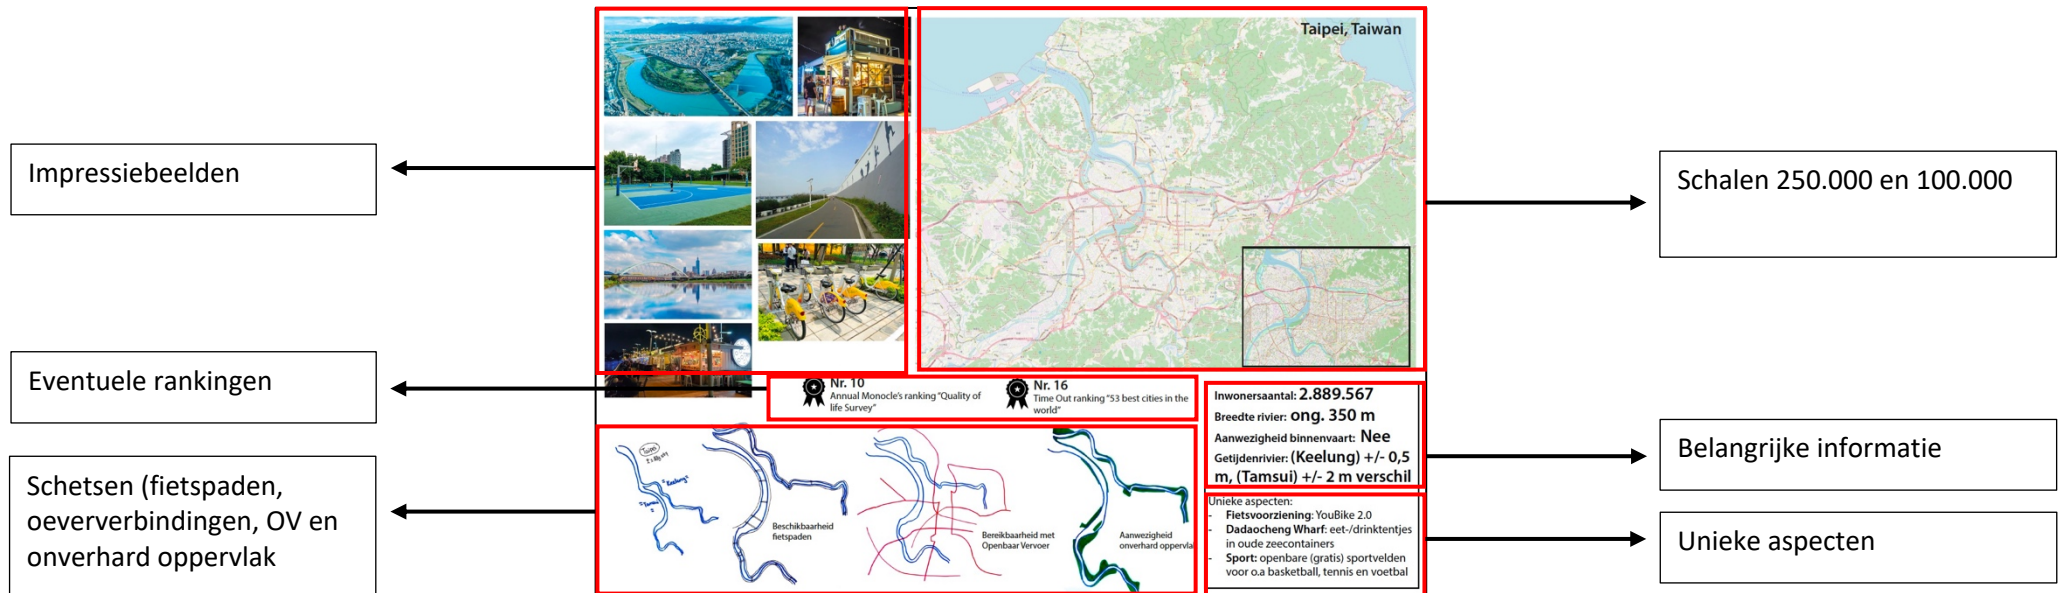 Impressiebeelden
Eventuele rankingen
Schetsen (fietspaden,
oeververbindingen, OV en
onverhard oppervlak
Taipei, Taiwan
Nr. 10
Annual Monocle's ranking "Quality of
life Survey"
Nr. 16
Time Out ranking "53 best cities in the
world"
Inwonersaantal: 2.889.567
Breedte rivier: ong. 350 m
Aanwezigheid binnenvaart: Nee
Getijdenrivier: (Keelung) +/- 0,5
m, (Tamsui) +/- 2 m verschil
"Keelung"
Beschikbaarheid
fietspaden
Bereikbaarheid met
Openbaar Vervoer
Aanwezigheid
onverhard oppervla
Unieke aspecten:
- Fietsvoorziening: YouBike 2.0
- Dadaocheng Wharf: eet-/drinktentjes
in oude zeecontainers
- Sport: openbare (gratis) sportvelden
voor o.a basketball, tennis en voetbal
Schalen 250.000 en 100.000
Belangrijke informatie
Unieke aspecten